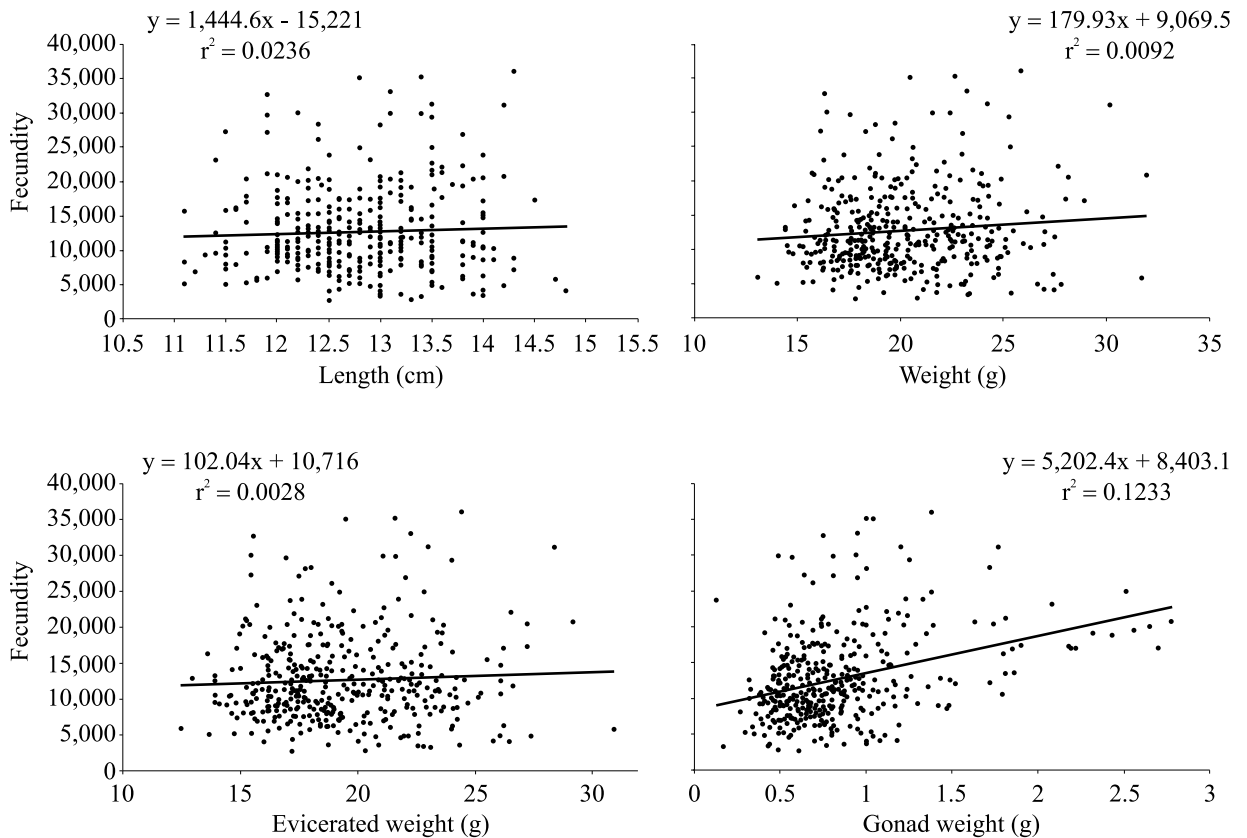 y = 1,444.6x - 15,221
r² = 0.0236
40,000
35,000
30,000
25,000
20,000
15,000
10,000
5,000
0
Fecundity
10.5 11 11.5 12 12.5 13 13.5 14 14.5 15 15.5
Length (cm)
y = 179.93x + 9,069.5
r² = 0.0092
10 15 20 25 30 35
Weight (g)
y = 102.04x + 10,716
r² = 0.0028
40,000
35,000
30,000
25,000
20,000
15,000
10,000
5,000
0
Fecundity
10 15 20 25 30
Evicerated weight (g)
y = 5,202.4x + 8,403.1
r² = 0.1233
0 0.5 1 1.5 2 2.5 3
Gonad weight (g)